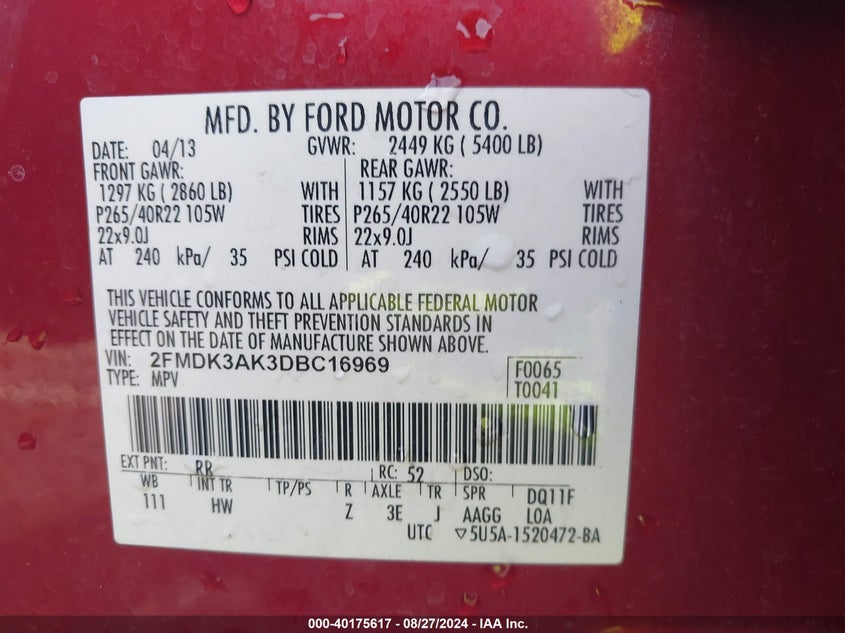 MFD. BY FORD MOTOR CO.
DATE: 04/13 GVWR: 2449 KG ( 5400 LB)
FRONT GAWR: REAR GAWR:
1297 KG ( 2860 LB) WITH 1157 KG ( 2550 LB) WITH
P265/40R22 105W TIRES P265/40R22 105W TIRES
22x9.0J RIMS 22x9.0J RIMS
AT 240 kPa/ 35 PSI COLD AT 240 kPa/ 35 PSI COLD
THIS VEHICLE CONFORMS TO ALL APPLICABLE FEDERAL MOTOR
VEHICLE SAFETY AND THEFT PREVENTION STANDARDS IN
EFFECT ON THE DATE OF MANUFACTURE SHOWN ABOVE.
VIN: 2FMDK3AK3DBC16969 F0065
TYPE: MPV T0041
EXT PNT: RR RC: 52 DSO:
WB INT TR TP/PS R AXLE TR SPR DQ11F
111 HW Z 3E J AAGG LOA
UTC ▽5U5A-1520472-BA
000-40175617 - 08/27/2024 - IAA Inc.